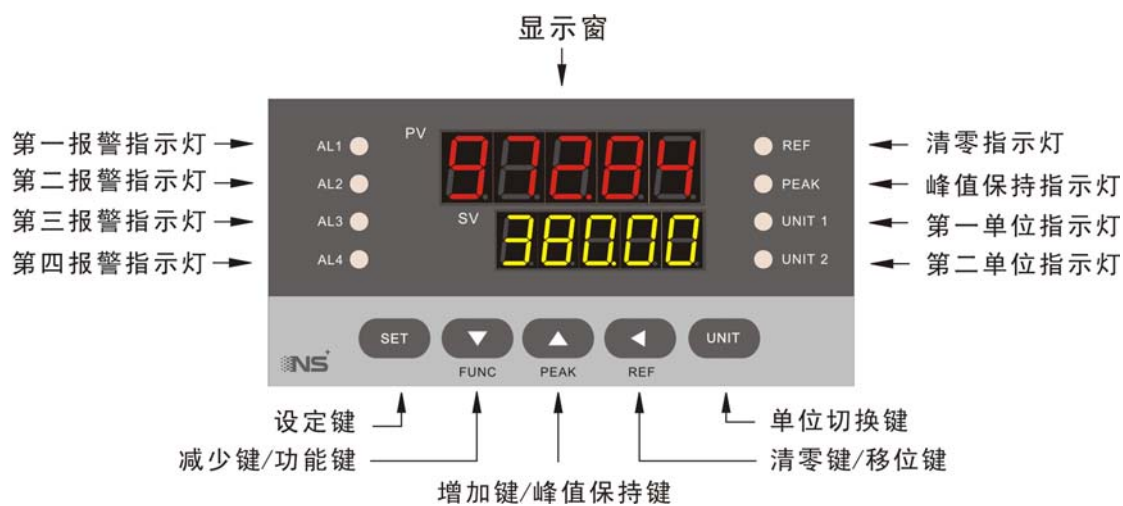 显示窗
第一报警指示灯
第二报警指示灯
第三报警指示灯
第四报警指示灯
AL1
AL2
AL3
AL4
PV
972.84
SV
380.00
REF
PEAK
UNIT 1
UNIT 2
清零指示灯
峰值保持指示灯
第一单位指示灯
第二单位指示灯
NS+
SET
UNIT
FUNC
PEAK
REF
设定键
减少键/功能键
增加键/峰值保持键
单位切换键
清零键/移位键